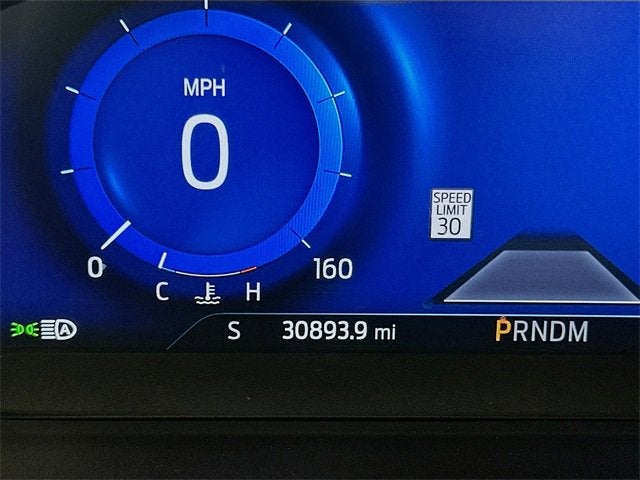 MPH
0
SPEED
LIMIT
30
0
160
C
H
A
S
30893.9 mi
PRNDM